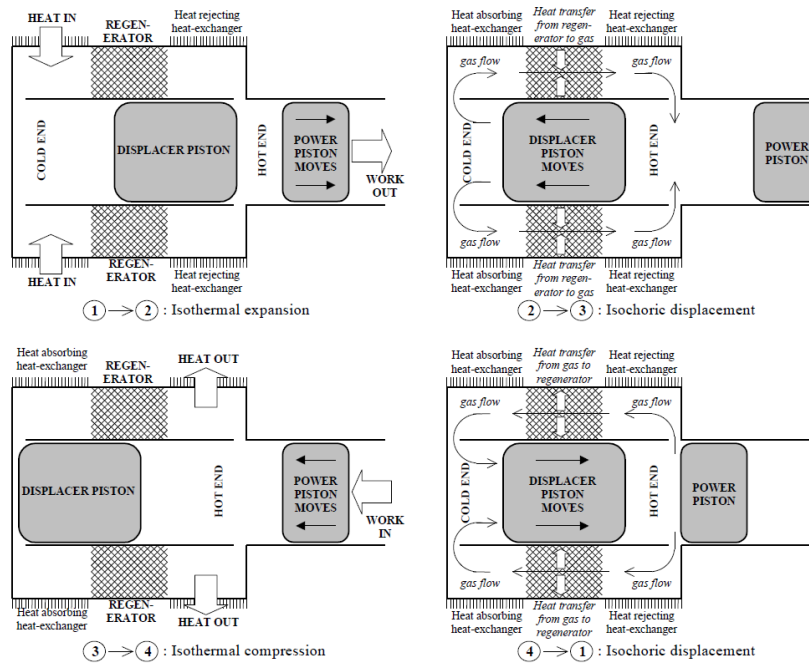 HEAT IN
REGEN-
ERATOR
Heat rejecting
heat-exchanger
COLD END
DISPLACER PISTON
HOT END
POWER
PISTON
MOVES
WORK
OUT
HEAT IN
REGEN-
ERATOR
Heat rejecting
heat-exchanger
1 → 2 : Isothermal expansion
Heat absorbing
heat-exchanger
Heat transfer
from regen-
erator to gas
Heat rejecting
heat-exchanger
gas flow
gas flow
COLD END
DISPLACER
PISTON
MOVES
HOT END
POWER
PISTON
gas flow
gas flow
Heat absorbing
heat-exchanger
Heat transfer
from regen-
erator to gas
Heat rejecting
heat-exchanger
2 → 3 : Isochoric displacement
Heat absorbing
heat-exchanger
REGEN-
ERATOR
HEAT OUT
DISPLACER PISTON
HOT END
POWER
PISTON
MOVES
WORK
IN
Heat absorbing
heat-exchanger
REGEN-
ERATOR
HEAT OUT
3 → 4 : Isothermal compression
Heat absorbing
heat-exchanger
Heat transfer
from gas to
regenerator
Heat rejecting
heat-exchanger
gas flow
gas flow
COLD END
DISPLACER
PISTON
MOVES
HOT END
POWER
PISTON
gas flow
gas flow
Heat absorbing
heat-exchanger
Heat transfer
from gas to
regenerator
Heat rejecting
heat-exchanger
4 → 1 : Isochoric displacement